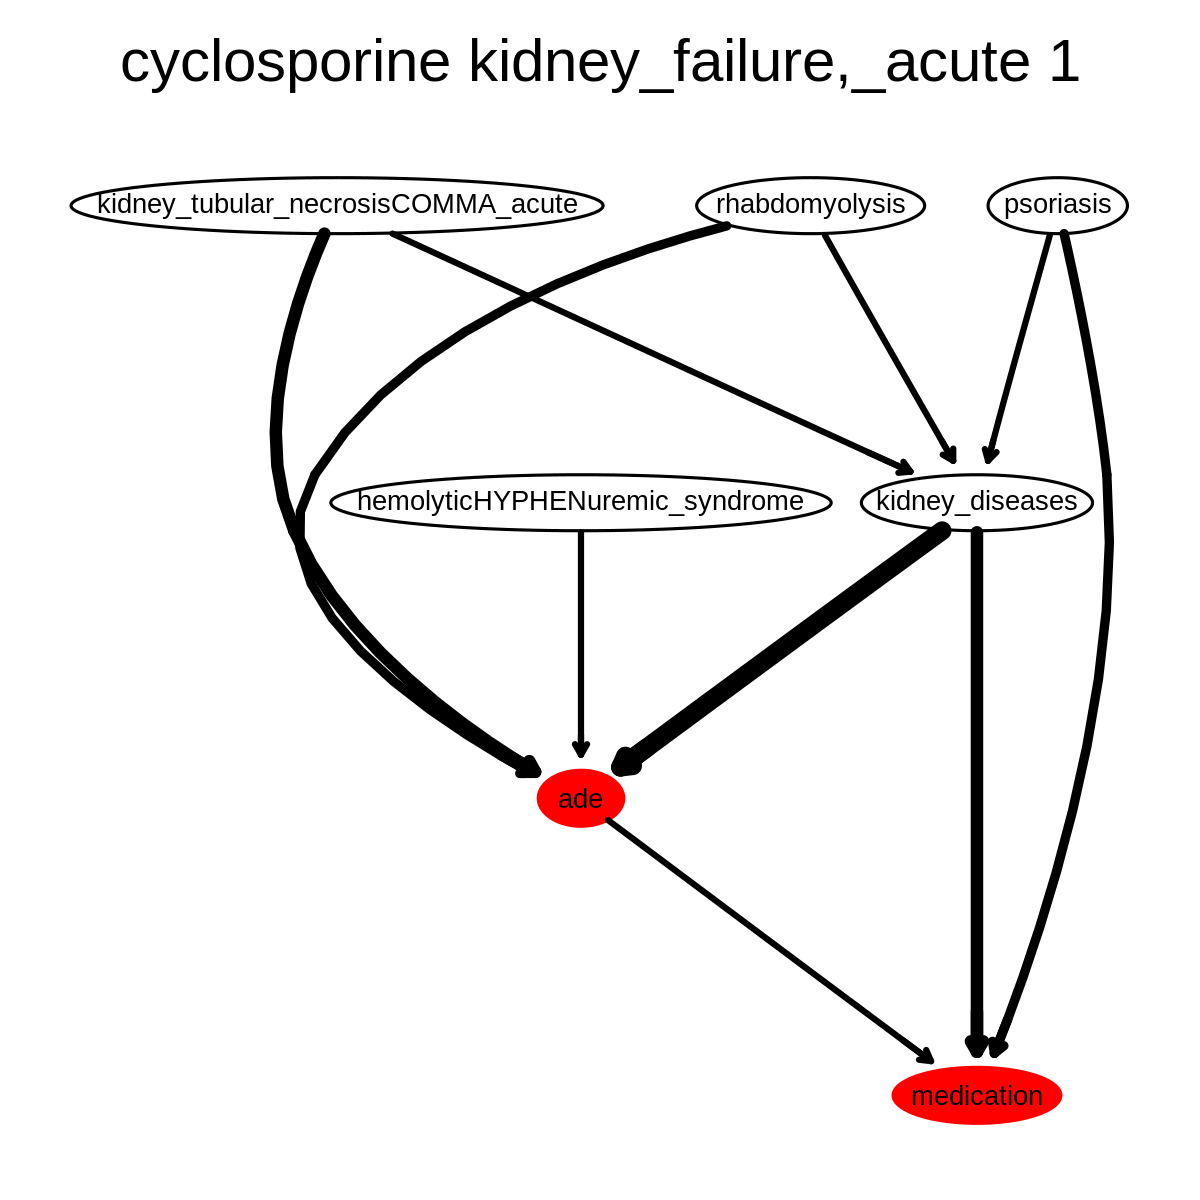 cyclosporine kidney_failure,_acute 1
kidney_tubular_necrosisCOMMA_acute
rhabdomyolysis
psoriasis
hemolyticHYPHENuremic_syndrome
kidney_diseases
ade
medication